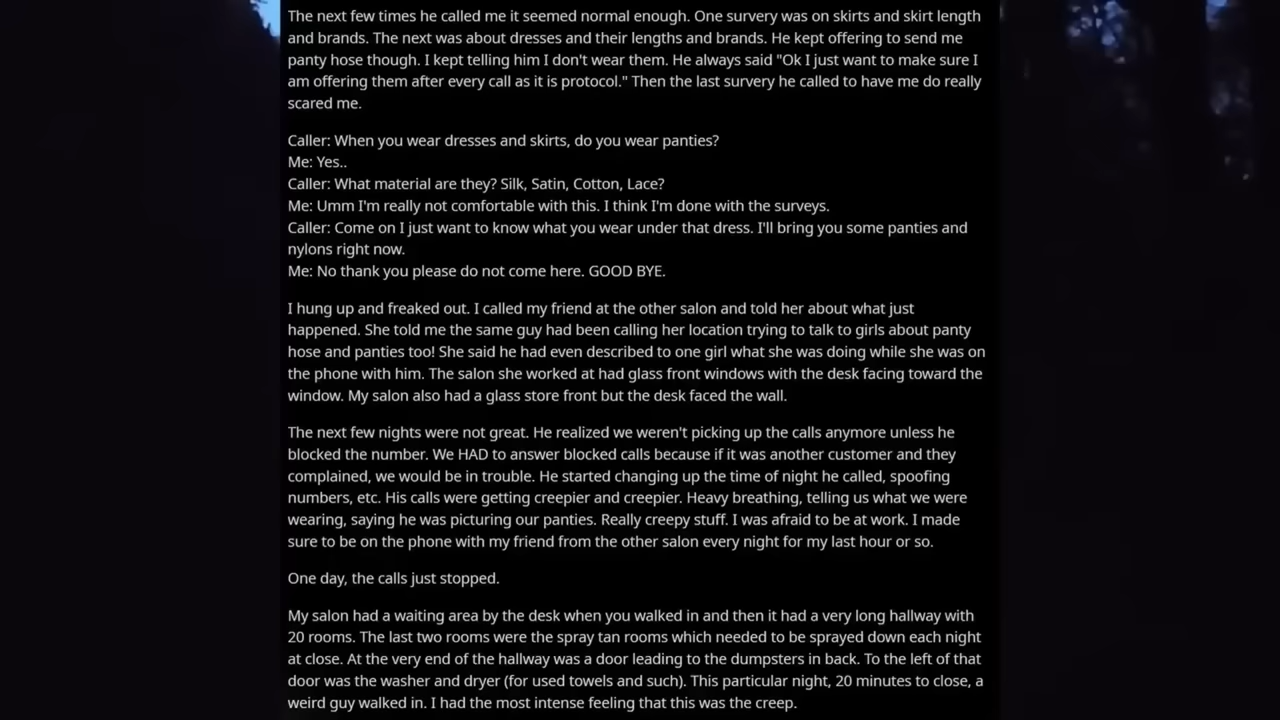 The next few times he called me it seemed normal enough. One survery was on skirts and skirt length
and brands. The next was about dresses and their lengths and brands. He kept offering to send me
panty hose though. I kept telling him I don't wear them. He always said "Ok I just want to make sure I
am offering them after every call as it is protocol." Then the last survery he called to have me do really
scared me.
Caller: When you wear dresses and skirts, do you wear panties?
Me: Yes..
Caller: What material are they? Silk, Satin, Cotton, Lace?
Me: Umm I'm really not comfortable with this. I think I'm done with the surveys.
Caller: Come on I just want to know what you wear under that dress. I'll bring you some panties and
nylons right now.
Me: No thank you please do not come here. GOOD BYE.
I hung up and freaked out. I called my friend at the other salon and told her about what just
happened. She told me the same guy had been calling her location trying to talk to girls about panty
hose and panties too! She said he had even described to one girl what she was doing while she was on
the phone with him. The salon she worked at had glass front windows with the desk facing toward the
window. My salon also had a glass store front but the desk faced the wall.
The next few nights were not great. He realized we weren't picking up the calls anymore unless he
blocked the number. We HAD to answer blocked calls because if it was another customer and they
complained, we would be in trouble. He started changing up the time of night he called, spoofing
numbers, etc. His calls were getting creepier and creepier. Heavy breathing, telling us what we were
wearing, saying he was picturing our panties. Really creepy stuff. I was afraid to be at work. I made
sure to be on the phone with my friend from the other salon every night for my last hour or so.
One day, the calls just stopped.
My salon had a waiting area by the desk when you walked in and then it had a very long hallway with
20 rooms. The last two rooms were the spray tan rooms which needed to be sprayed down each night
at close. At the very end of the hallway was a door leading to the dumpsters in back. To the left of that
door was the washer and dryer (for used towels and such). This particular night, 20 minutes to close, a
weird guy walked in. I had the most intense feeling that this was the creep.